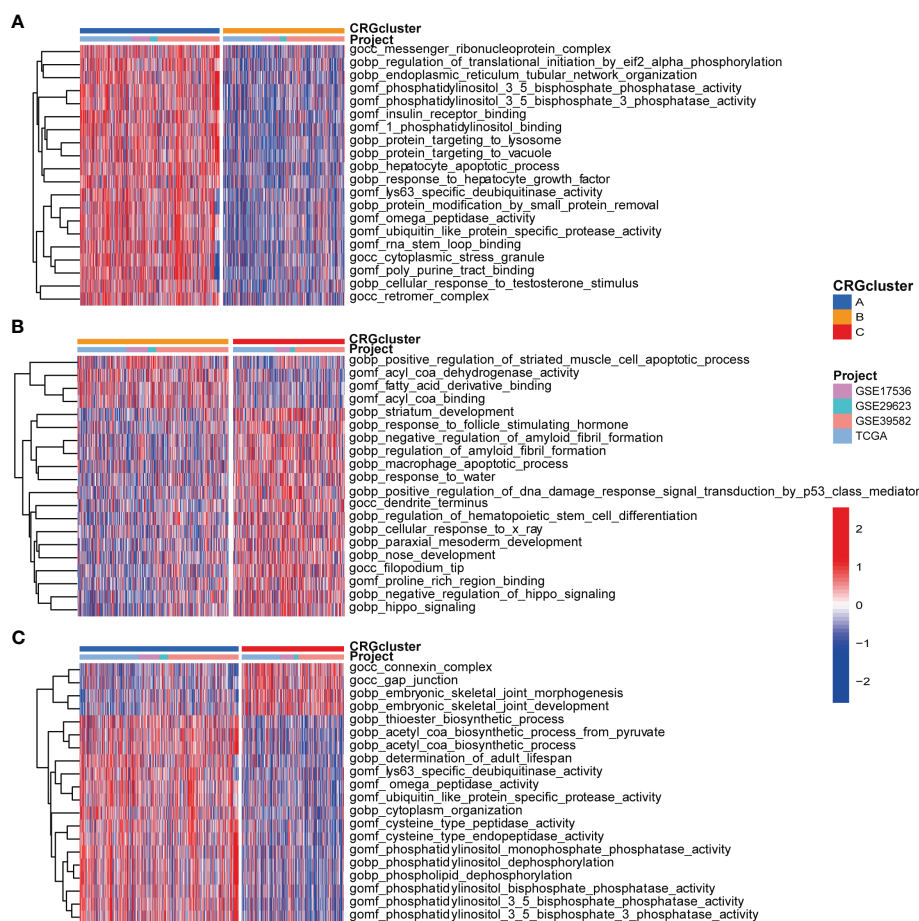 A
CRGcluster
Project
gocc_messenger_ribonucleoprotein_complex
gobp_regulation_of_translational_initiation_by_eif2_alpha_phosphorylation
gobp_endoplasmic_reticulum_tubular_network_organization
gomf_phosphatidylinositol_3_5_bisphosphate_phosphatase_activity
gomf_phosphatidylinositol_3_5_bisphosphate_3_phosphatase_activity
gomf_insulin_receptor_binding
gomf_1_phosphatidylinositol_binding
gobp_protein_targeting_to_lysosome
gobp_protein_targeting_to_vacuole
gobp_hepatocyte_apoptotic_process
gobp_response_to_hepatocyte_growth_factor
gomf_lys63_specific_deubiquitinase_activity
gobp_protein_modification_by_small_protein_removal
gomf_omega_peptidase_activity
gomf_ubiquitin_like_protein_specific_protease_activity
gomf_rna_stem_loop_binding
gocc_cytoplasmic_stress_granule
gomf_poly_purine_tract_binding
gobp_cellular_response_to_testosterone_stimulus
gocc_retromer_complex
B
CRGcluster
Project
gobp_positive_regulation_of_striated_muscle_cell_apoptotic_process
gomf_acyl_coa_dehydrogenase_activity
gomf_fatty_acid_derivative_binding
gomf_acyl_coa_binding
gobp_striatum_development
gobp_response_to_follicle_stimulating_hormone
gobp_negative_regulation_of_amyloid_fibril_formation
gobp_regulation_of_amyloid_fibril_formation
gobp_macrophage_apoptotic_process
gobp_response_to_water
gobp_positive_regulation_of_dna_damage_response_signal_transduction_by_p53_class_mediator
gocc_dendrite_terminus
gobp_regulation_of_hematopoietic_stem_cell_differentiation
gobp_cellular_response_to_x_ray
gobp_paraxial_mesoderm_development
gobp_nose_development
gocc_filopodium_tip
gomf_proline_rich_region_binding
gobp_negative_regulation_of_hippo_signaling
gobp_hippo_signaling
C
CRGcluster
Project
gocc_connexin_complex
gocc_gap_junction
gobp_embryonic_skeletal_joint_morphogenesis
gobp_embryonic_skeletal_joint_development
gobp_thioester_biosynthetic_process
gobp_acetyl_coa_biosynthetic_process_from_pyruvate
gobp_acetyl_coa_biosynthetic_process
gobp_determination_of_adult_lifespan
gomf_lys63_specific_deubiquitinase_activity
gomf_omega_peptidase_activity
gomf_ubiquitin_like_protein_specific_protease_activity
gobp_cytoplasm_organization
gomf_cysteine_type_peptidase_activity
gomf_cysteine_type_endopeptidase_activity
gomf_phosphatidylinositol_monophosphate_phosphatase_activity
gobp_phosphatidylinositol_dephosphorylation
gobp_phospholipid_dephosphorylation
gomf_phosphatidylinositol_bisphosphate_phosphatase_activity
gomf_phosphatidylinositol_3_5_bisphosphate_phosphatase_activity
gomf_phosphatidylinositol_3_5_bisphosphate_3_phosphatase_activity
CRGcluster
A
B
C
Project
GSE17536
GSE29623
GSE39582
TCGA
2
1
0
−1
−2